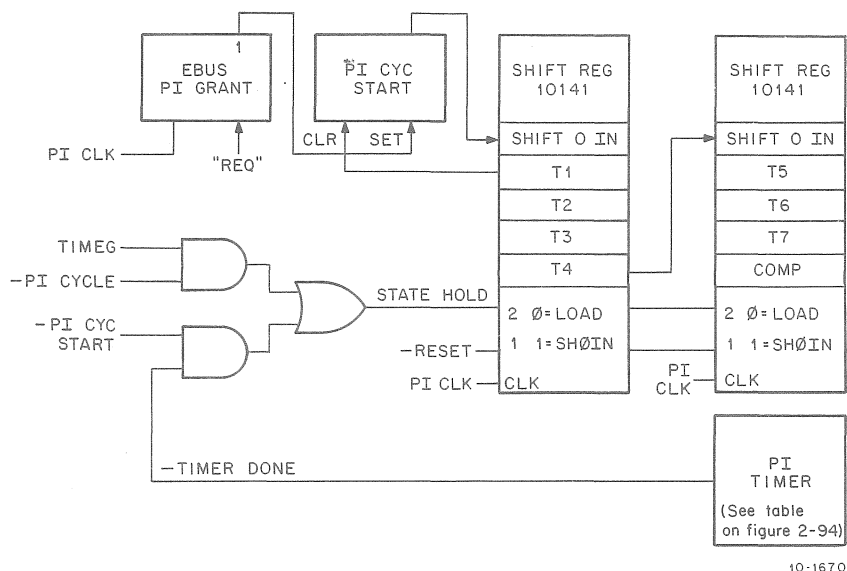 1
EBUS
PI GRANT
PI CYC
START
SHIFT REG
10141
SHIFT REG
10141
PI CLK
"REQ"
CLR
SET
SHIFT 0 IN
T1
T2
T3
T4
SHIFT 0 IN
T5
T6
T7
COMP
TIMEG
-PI CYCLE
-PI CYC
START
STATE HOLD
2 Ø=LOAD
1 1=SHØIN
CLK
-RESET
PI CLK
2 Ø=LOAD
1 1=SHØIN
CLK
PI
CLK
-TIMER DONE
PI
TIMER
(See table
on figure 2-94)
10-1670